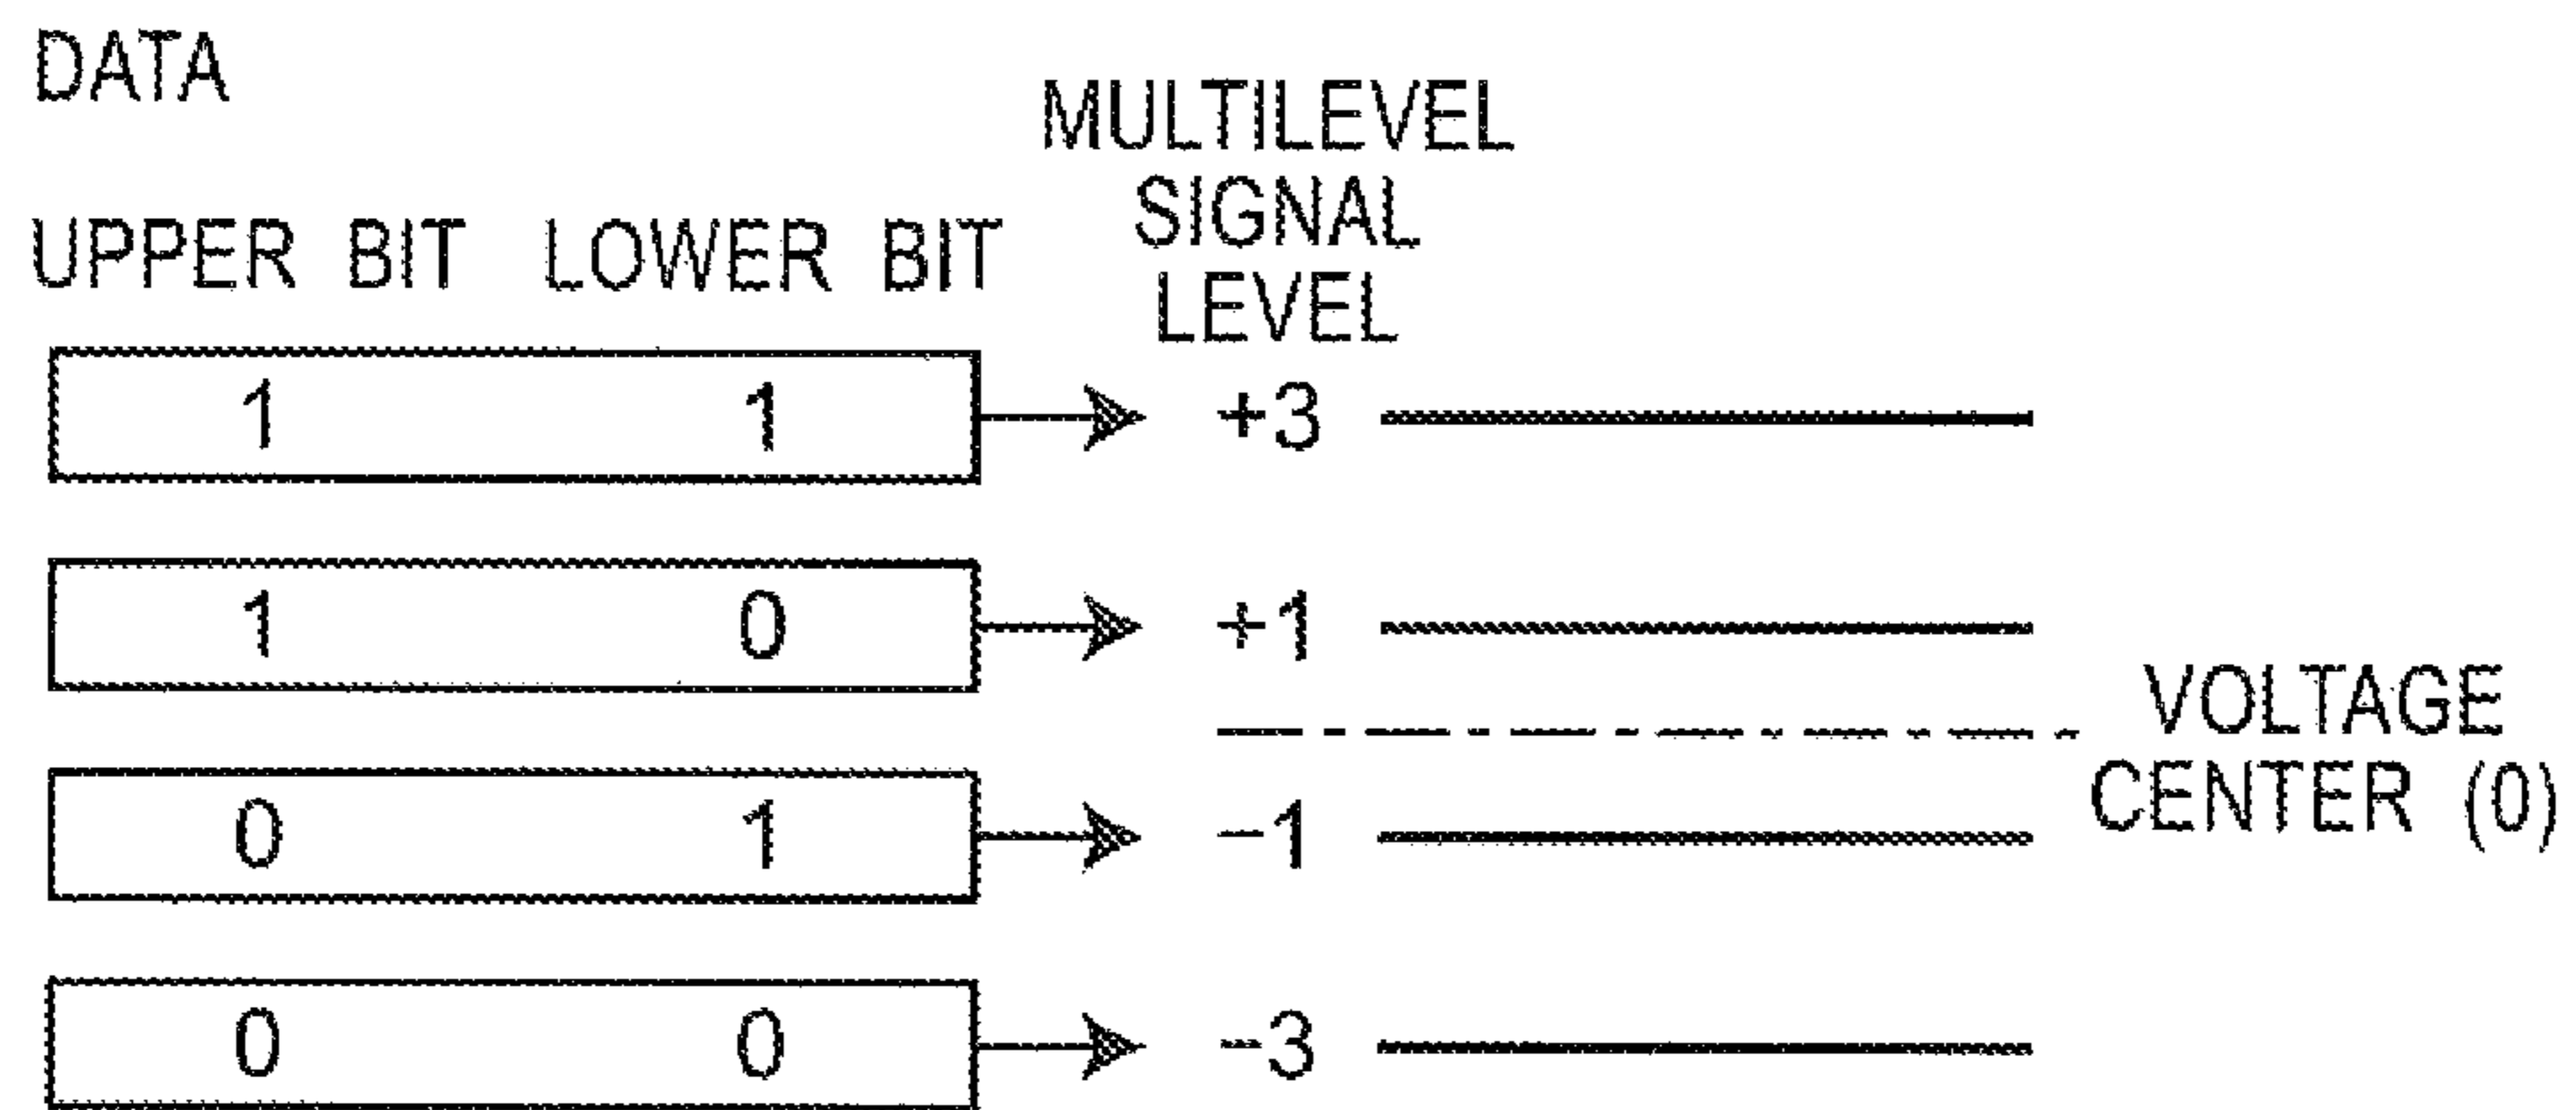 DATA
UPPER BIT LOWER BIT
MULTILEVEL
SIGNAL
LEVEL
1 1 +3
1 0 +1
VOLTAGE
CENTER (0)
0 1 −1
0 0 −3